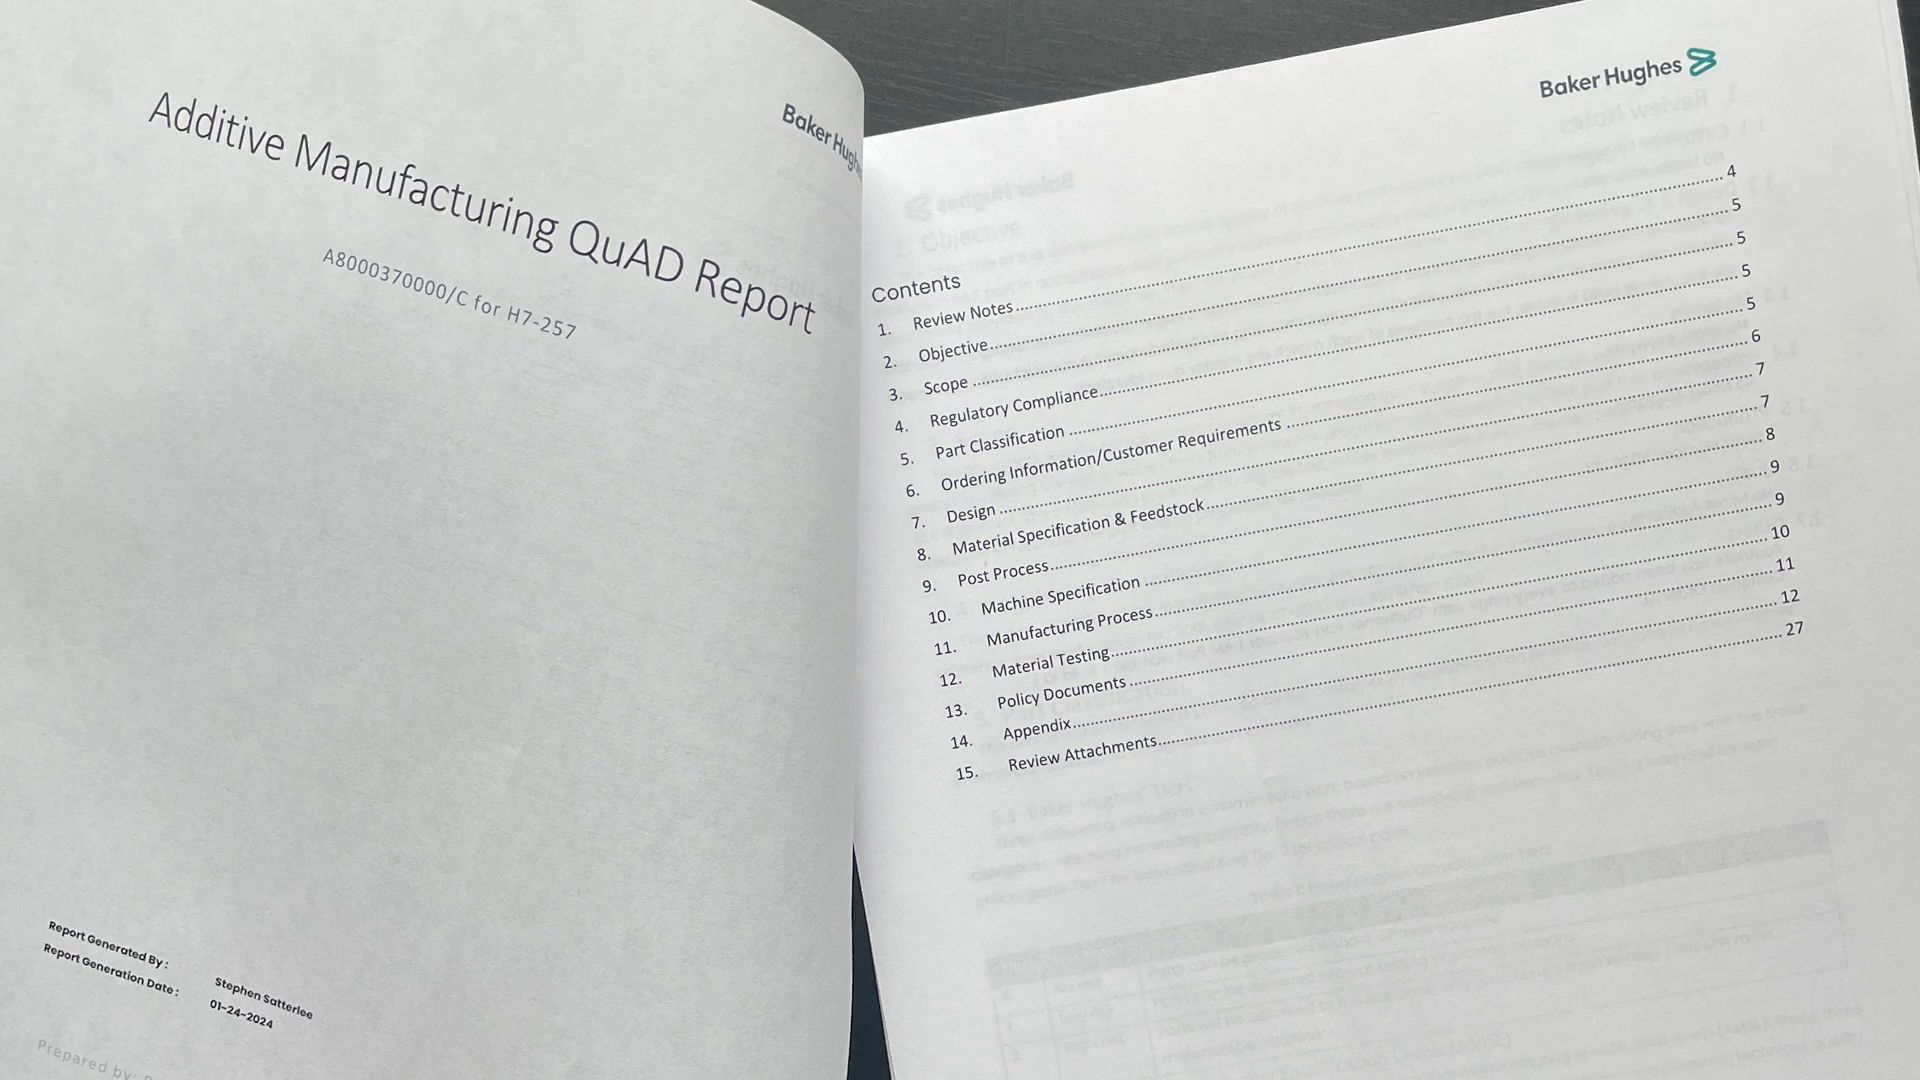 Baker Hugh
Additive Manufacturing QuAD Report
A8000370000/C for H7-257
Report Generated By : Stephen Satterlee
Report Generation Date : 01-24-2024
Prepared by:
Baker Hughes
Contents
1. Review Notes 4
2. Objective 5
3. Scope 5
4. Regulatory Compliance 5
5. Part Classification 5
6. Ordering Information/Customer Requirements 6
7. Design 7
8. Material Specification & Feedstock 7
9. Post Process 8
10. Machine Specification 9
11. Manufacturing Process 9
12. Material Testing 10
13. Policy Documents 11
14. Appendix 12
15. Review Attachments 27